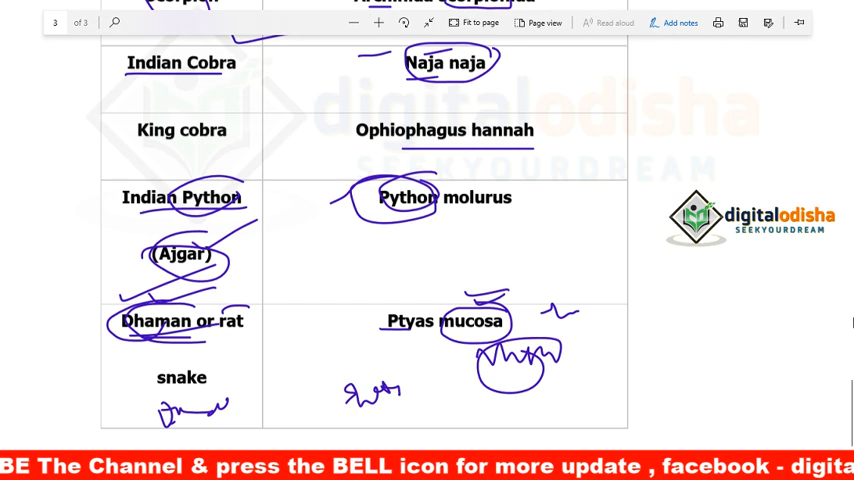 3 of 3
Fit to page
Page view
Read aloud
Add notes
Indian Cobra
Naja naja
King cobra
Ophiophagus hannah
Indian Python
Python molurus
(Ajgar)
Dhaman or rat
Ptyas mucosa
snake
digitalodisha
SEEKYOURDREAM
digitalodisha
SEEKYOURDREAM
BE The Channel & press the BELL icon for more update , facebook - digita